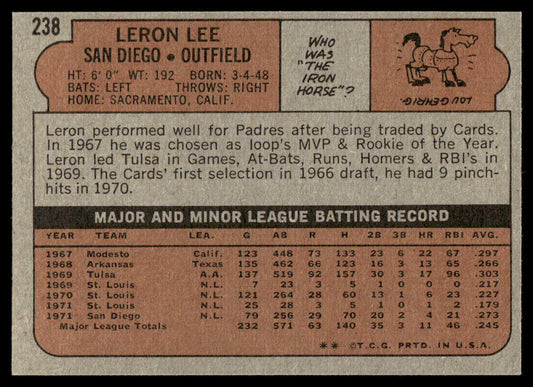 238
LERON LEE
SAN DIEGO • OUTFIELD
HT: 6' 0" WT: 192 BORN: 3-4-48
BATS: LEFT THROWS: RIGHT
HOME: SACRAMENTO, CALIF.
WHO
WAS
"THE
IRON
HORSE"?
LOU GEHRIG.
Leron performed well for Padres after being traded by Cards.
In 1967 he was chosen as loop's MVP & Rookie of the Year.
Leron led Tulsa in Games, At-Bats, Runs, Homers & RBI's in
1969. The Cards' first selection in 1966 draft, he had 9 pinch-
hits in 1970.
MAJOR AND MINOR LEAGUE BATTING RECORD
YEAR TEAM LEA. G AB R H 2B 3B HR RBI AVG.
1967 Modesto Calif. 123 448 73 133 23 6 22 67 .297
1968 Arkansas Texas 135 462 66 123 16 3 13 65 .266
1969 Tulsa A.A. 137 519 92 157 30 3 17 96 .303
1969 St. Louis N.L. 7 23 3 5 1 0 0 0 .217
1970 St. Louis N.L. 121 264 28 60 13 1 6 23 .227
1971 St. Louis N.L. 25 28 3 5 1 0 1 2 .179
1971 San Diego N.L. 79 256 29 70 20 2 4 21 .273
Major League Totals 232 571 63 140 35 3 11 46 .245
** © T.C.G. PRTD. IN U.S.A.